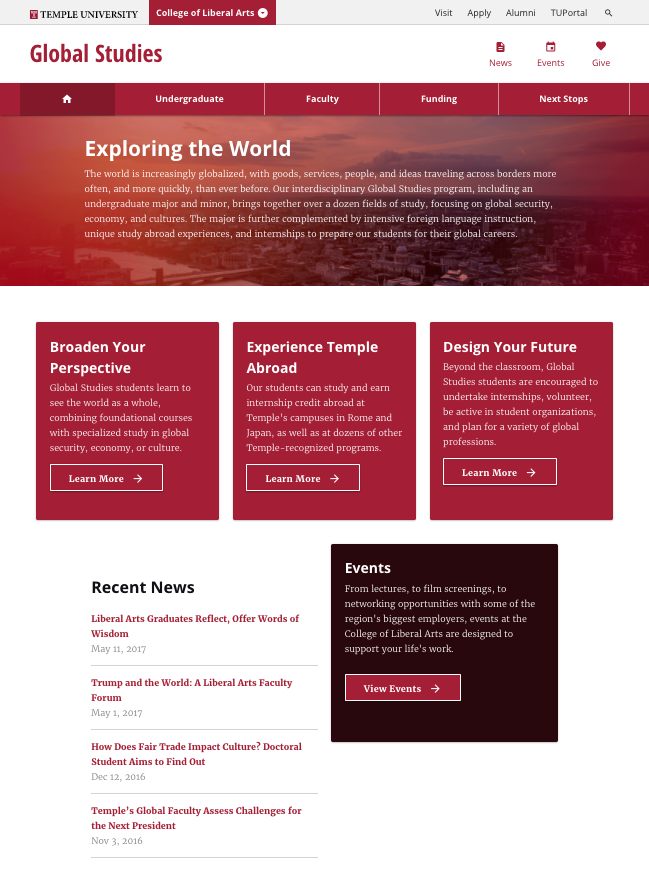 TEMPLE UNIVERSITY
College of Liberal Arts
Visit Apply Alumni TUPortal
Global Studies
News Events Give
Undergraduate Faculty Funding Next Stops
Exploring the World
The world is increasingly globalized, with goods, services, people, and ideas traveling across borders more
often, and more quickly, than ever before. Our interdisciplinary Global Studies program, including an
undergraduate major and minor, brings together over a dozen fields of study, focusing on global security,
economy, and cultures. The major is further complemented by intensive foreign language instruction,
unique study abroad experiences, and internships to prepare our students for their global careers.
Broaden Your
Perspective
Global Studies students learn to
see the world as a whole,
combining foundational courses
with specialized study in global
security, economy, or culture.
Learn More
Experience Temple
Abroad
Our students can study and earn
internship credit abroad at
Temple's campuses in Rome and
Japan, as well as at dozens of other
Temple-recognized programs.
Learn More
Design Your Future
Beyond the classroom, Global
Studies students are encouraged to
undertake internships, volunteer,
be active in student organizations,
and plan for a variety of global
professions.
Learn More
Recent News
Liberal Arts Graduates Reflect, Offer Words of
Wisdom
May 11, 2017
Trump and the World: A Liberal Arts Faculty
Forum
May 1, 2017
How Does Fair Trade Impact Culture? Doctoral
Student Aims to Find Out
Dec 12, 2016
Temple's Global Faculty Assess Challenges for
the Next President
Nov 3, 2016
Events
From lectures, to film screenings, to
networking opportunities with some of the
region's biggest employers, events at the
College of Liberal Arts are designed to
support your life's work.
View Events